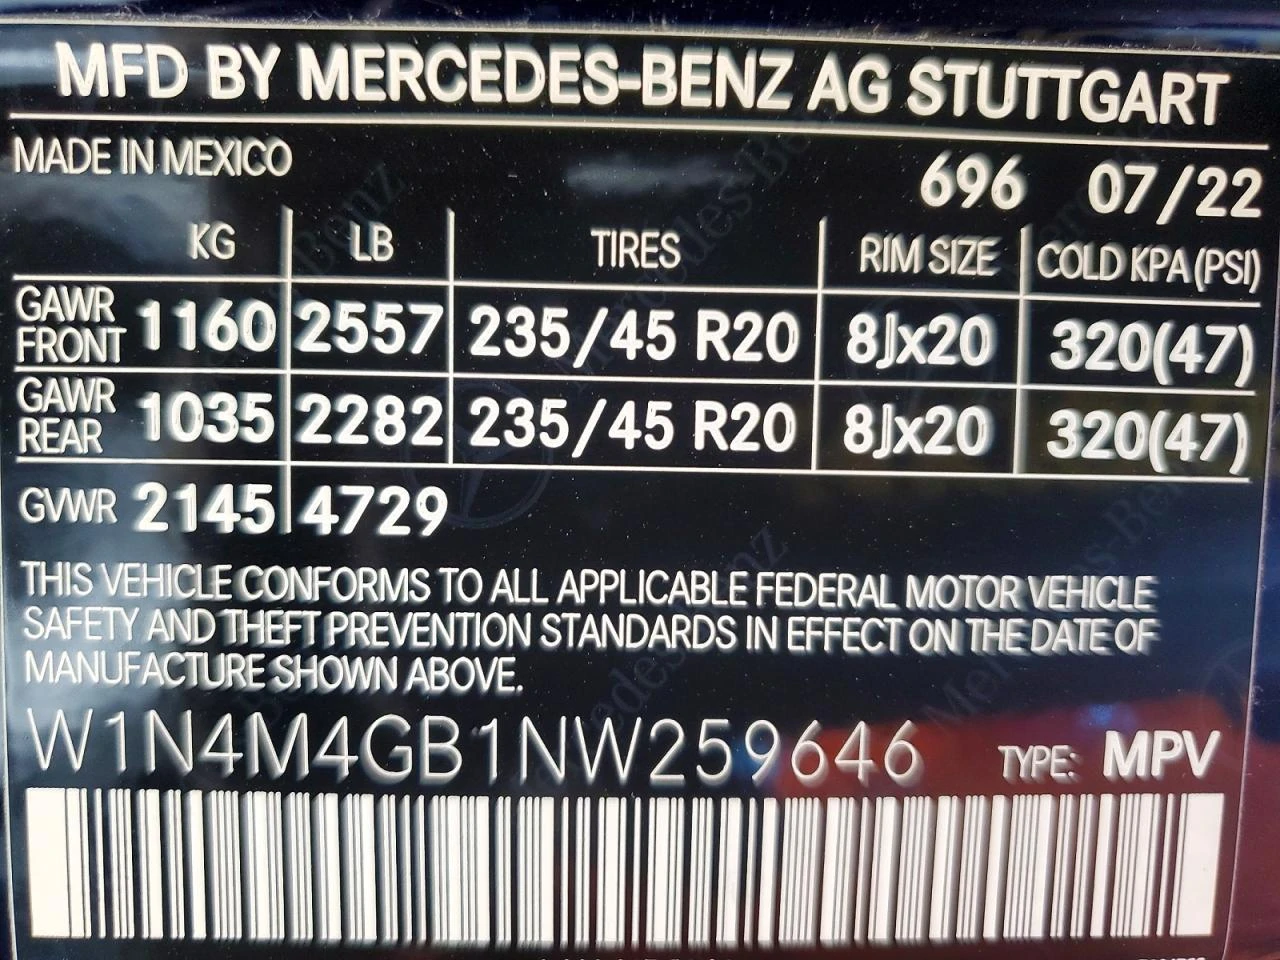 MFD BY MERCEDES-BENZ AG STUTTGART
MADE IN MEXICO
696 07/22
KG LB TIRES RIM SIZE COLD KPA (PSI)
GAWR FRONT 1160 2557 235/45 R20 8Jx20 320(47)
GAWR REAR 1035 2282 235/45 R20 8Jx20 320(47)
GVWR 2145 4729
THIS VEHICLE CONFORMS TO ALL APPLICABLE FEDERAL MOTOR VEHICLE
SAFETY AND THEFT PREVENTION STANDARDS IN EFFECT ON THE DATE OF
MANUFACTURE SHOWN ABOVE.
W1N4M4GB1NW259646 TYPE: MPV